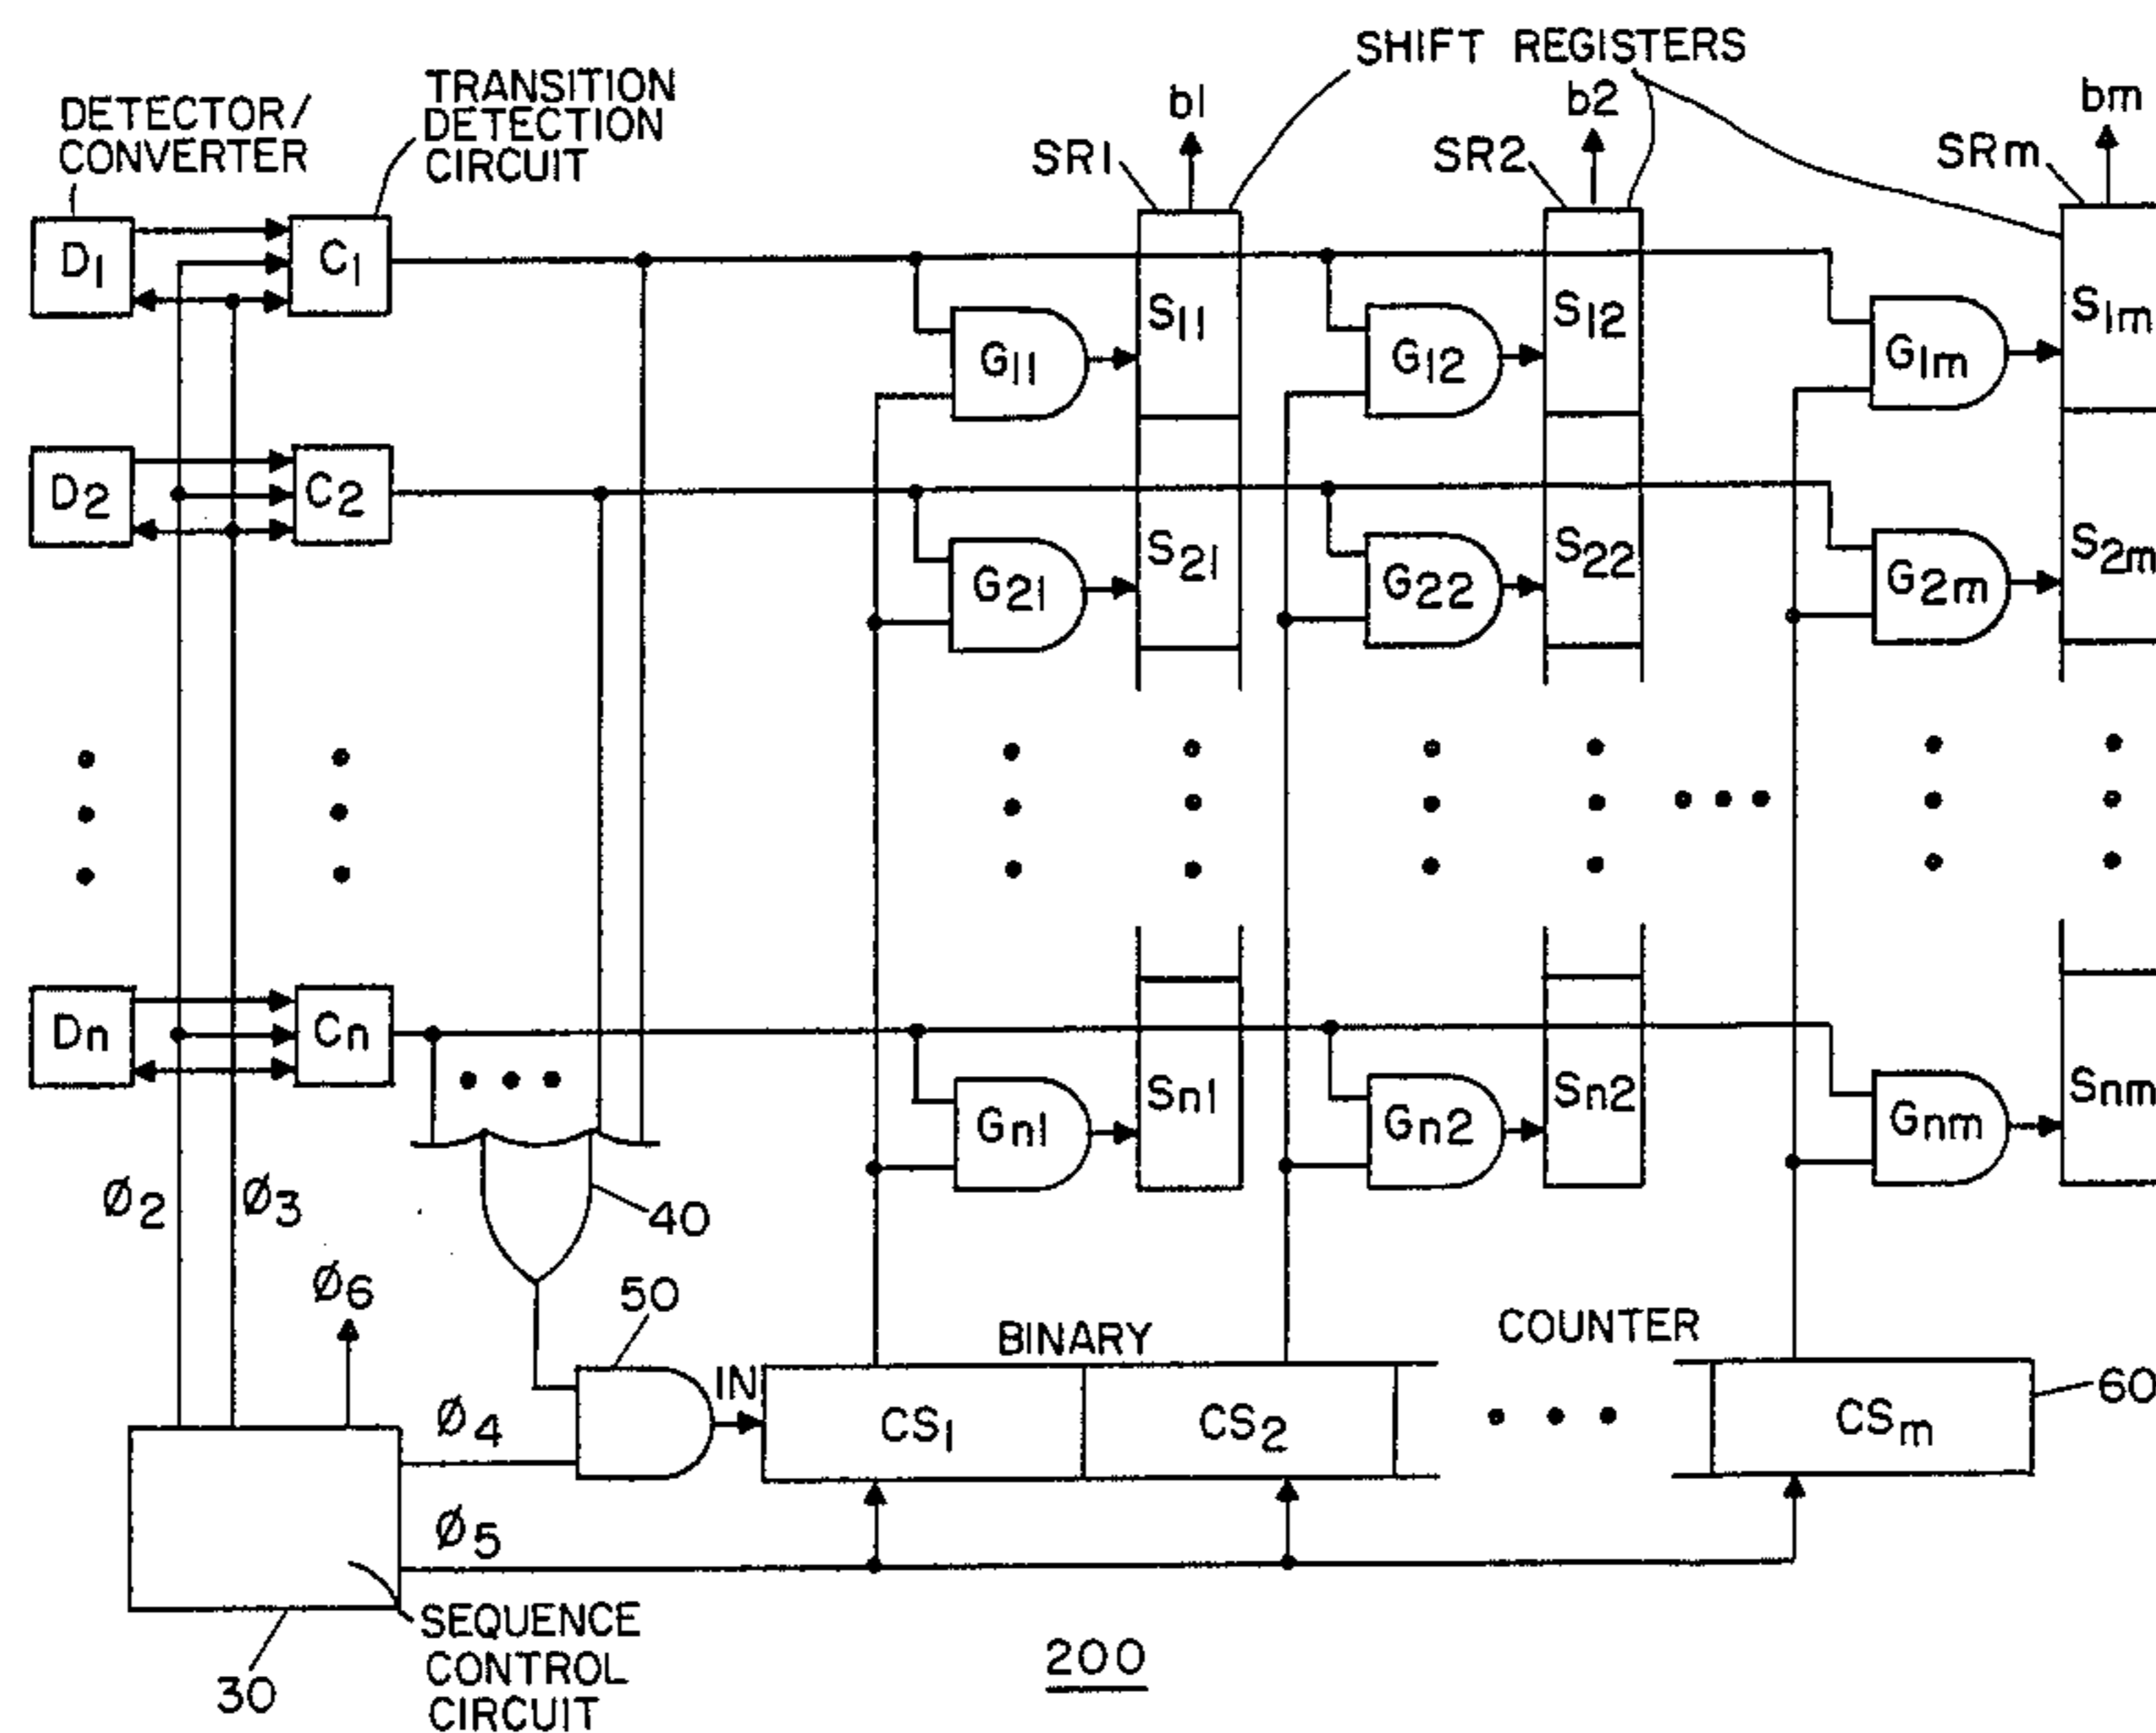 SHIFT REGISTERS
DETECTOR/
CONVERTER
TRANSITION
DETECTION
CIRCUIT
b1
b2
bm
SR1
SR2
SRm
D1
C1
S11
S12
S1m
G11
G12
G1m
D2
C2
S21
S22
S2m
G21
G22
G2m
Dn
Cn
Sn1
Sn2
Snm
Gn1
Gn2
Gnm
Ø2
Ø3
40
Ø6
50
BINARY
COUNTER
IN
CS1
CS2
CSm
60
Ø4
Ø5
SEQUENCE
CONTROL
CIRCUIT
30
200